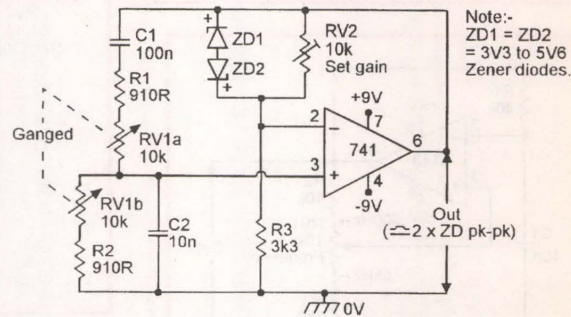 C1
100n
R1
910R
Ganged
RV1a
10k
RV1b
10k
R2
910R
C2
10n
+
ZD1
ZD2
+
RV2
10k
Set gain
R3
3k3
2
−
3
+
741
+9V
7
6
4
-9V
Note:-
ZD1 = ZD2
= 3V3 to 5V6
Zener diodes.
Out
(≏2 x ZD pk-pk)
0V